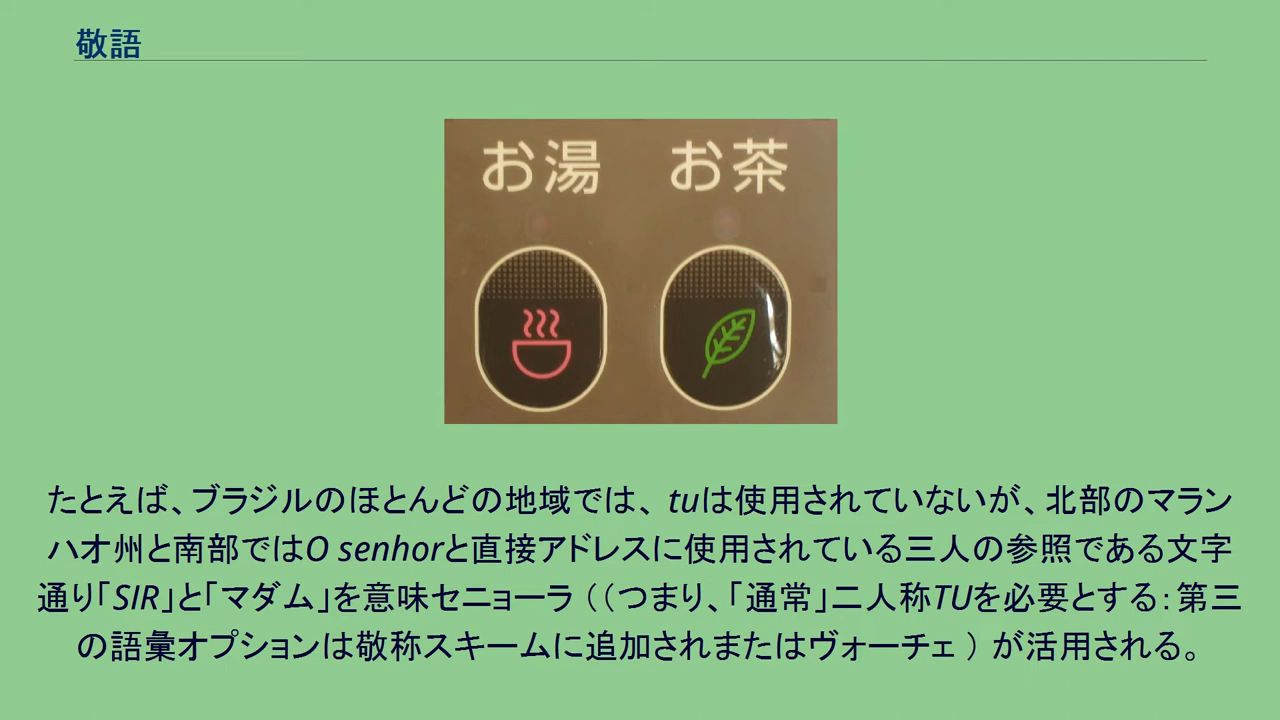 敬語
お湯 お茶
たとえば、ブラジルのほとんどの地域では、 tuは使用されていないが、北部のマラン
ハオ州と南部ではO senhorと直接アドレスに使用されている三人の参照である文字
通り「SIR」と「マダム」を意味セニョーラ （（つまり、「通常」二人称TUを必要とする：第三
の語彙オプションは敬称スキームに追加されまたはヴォーチェ ） が活用される。